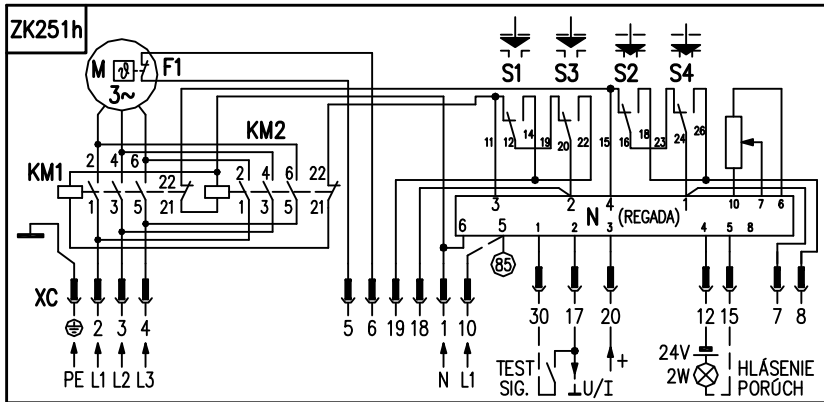 ZK251h
S1 S3 S2 S4
M ϑ F1
3~
KM2
2 4 6
KM1
22
2 4 6 22
1 3 5 21
1 3 5 21
11 12 14 19 20 22 15 16 18 23 24 26
3 2 4 1 10 7 6
N (REGADA)
6 5 1 2 3 4 5 8
85
XC
2 3 4 5 6 19 18 1 10 30 17 20 12 15 7 8
PE L1 L2 L3 N L1
TEST
SIG.
U/I
+
24V
2W
HLÁSENIE
PORÚCH